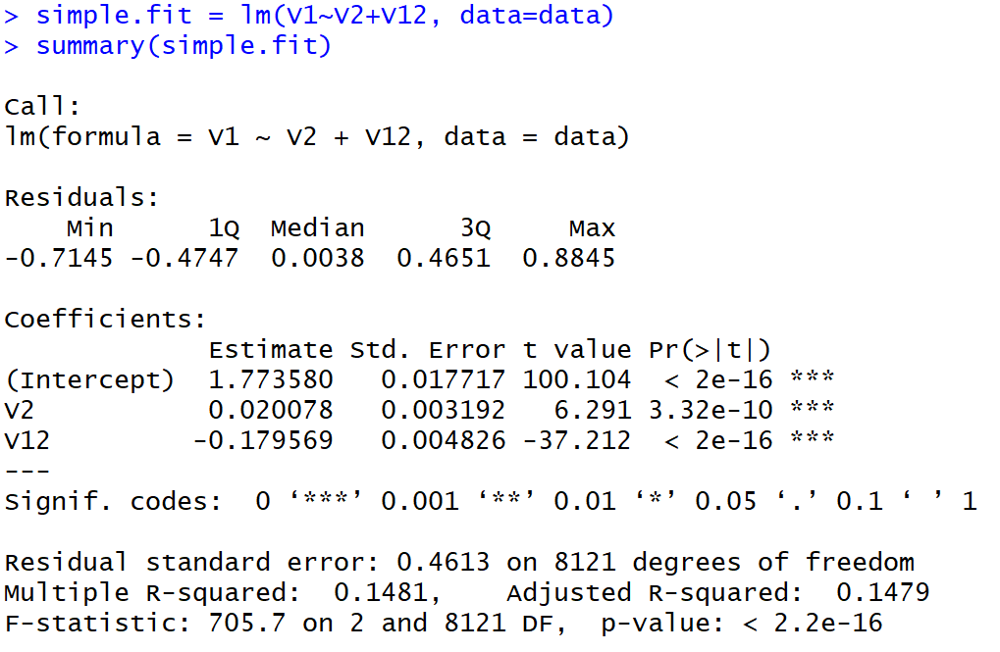 > simple.fit = lm(V1~V2+V12, data=data)
> summary(simple.fit)
Call:
lm(formula = V1 ~ V2 + V12, data = data)
Residuals:
    Min      1Q  Median      3Q     Max
-0.7145 -0.4747  0.0038  0.4651  0.8845
Coefficients:
             Estimate Std. Error t value Pr(>|t|)
(Intercept)  1.773580   0.017717 100.104  < 2e-16 ***
V2           0.020078   0.003192   6.291 3.32e-10 ***
V12         -0.179569   0.004826 -37.212  < 2e-16 ***
---
Signif. codes:  0 ‘***’ 0.001 ‘**’ 0.01 ‘*’ 0.05 ‘.’ 0.1 ‘ ’ 1
Residual standard error: 0.4613 on 8121 degrees of freedom
Multiple R-squared:  0.1481,    Adjusted R-squared:  0.1479
F-statistic: 705.7 on 2 and 8121 DF,  p-value: < 2.2e-16